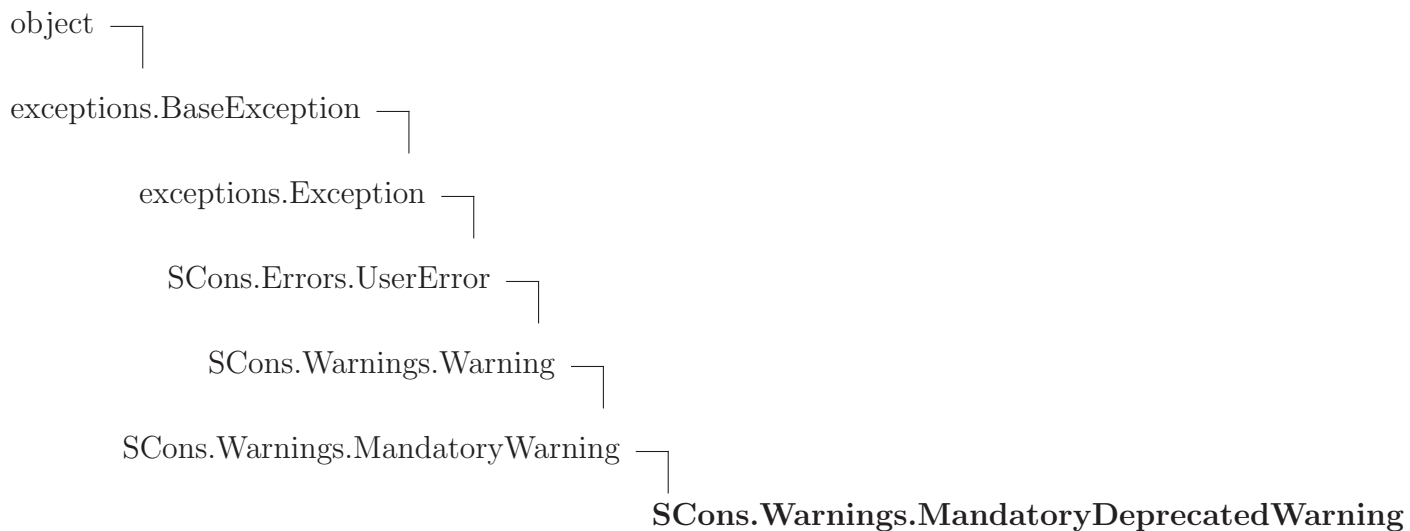 object
exceptions.BaseException
exceptions.Exception
SCons.Errors.UserError
SCons.Warnings.Warning
SCons.Warnings.MandatoryWarning
SCons.Warnings.MandatoryDeprecatedWarning